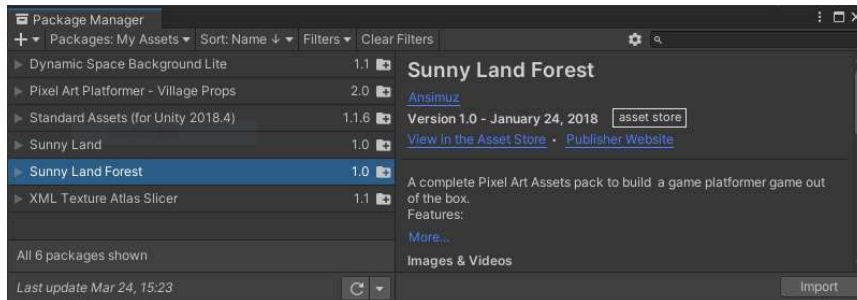 Package Manager
Packages: My Assets Sort: Name ↓ Filters Clear Filters
Dynamic Space Background Lite 1.1
Pixel Art Platformer - Village Props 2.0
Standard Assets (for Unity 2018.4) 1.1.6
Sunny Land 1.0
Sunny Land Forest 1.0
XML Texture Atlas Slicer 1.1
All 6 packages shown
Last update Mar 24, 15:23
Sunny Land Forest
Ansimuz
Version 1.0 - January 24, 2018 asset store
View in the Asset Store • Publisher Website
A complete Pixel Art Assets pack to build a game platformer game out
of the box.
Features:
More...
Images & Videos
Import